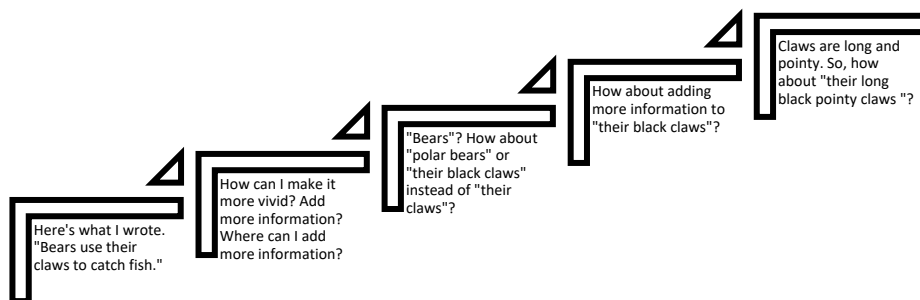 Here's what I wrote.
"Bears use their
claws to catch fish."
How can I make it
more vivid? Add
more information?
Where can I add
more information?
"Bears"? How about
"polar bears" or
"their black claws"
instead of "their
claws"?
How about adding
more information to
"their black claws"?
Claws are long and
pointy. So, how
about "their long
black pointy claws "?